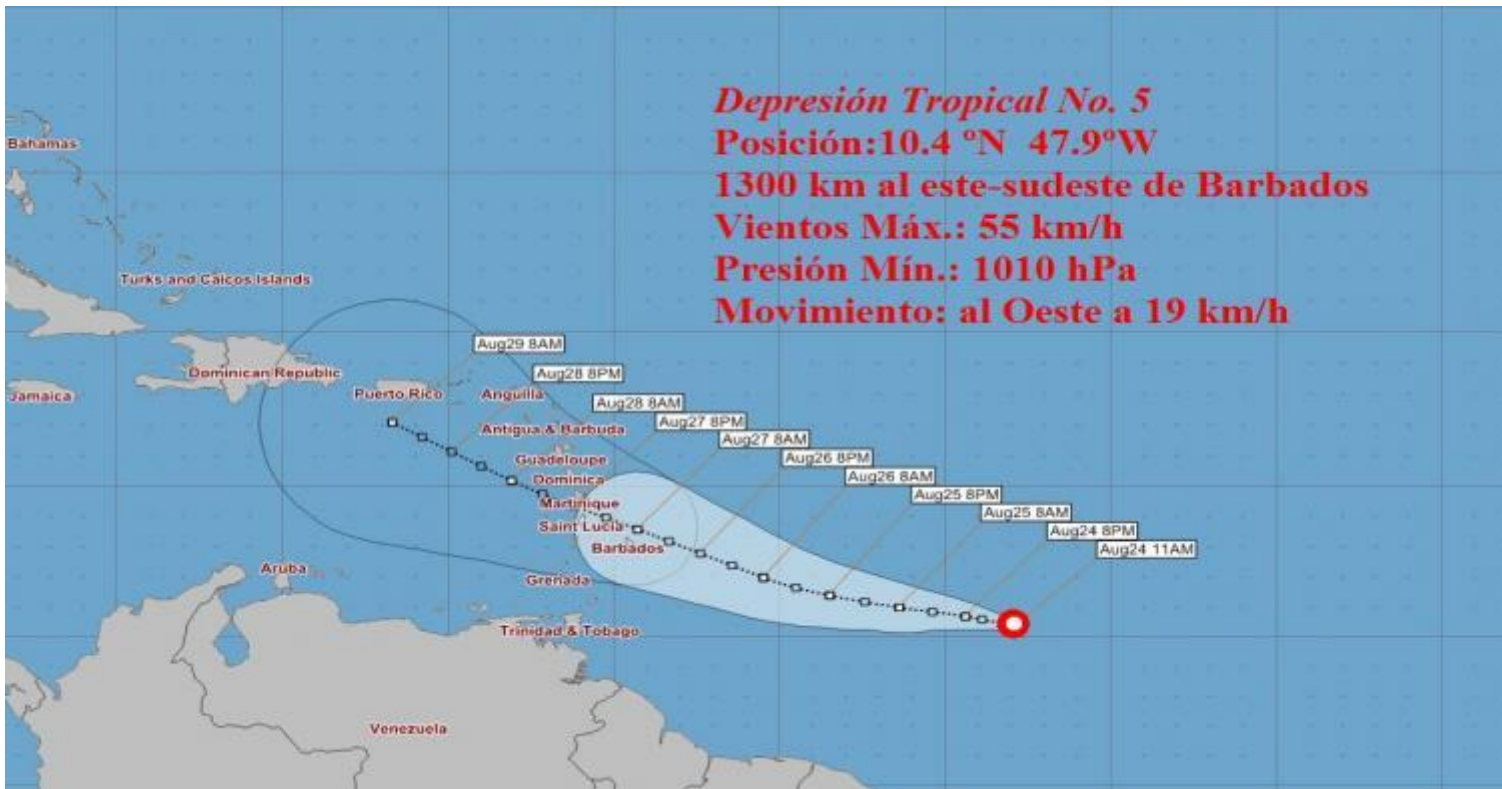 Depresión Tropical No. 5
Posición:10.4 ºN  47.9ºW
1300 km al este-sudeste de Barbados
Vientos Máx.: 55 km/h
Presión Mín.: 1010 hPa
Movimiento: al Oeste a 19 km/h
Bahamas
Turks and Caicos Islands
Aug29 8AM
Dominican Republic
Aug28 8PM
Jamaica
Puerto Rico
Anguilla
Aug28 8AM
Aug27 8PM
Antigua & Barbuda
Aug27 8AM
Guadeloupe
Aug26 8PM
Dominica
Aug26 8AM
Aug25 8PM
Martinique
Aug25 8AM
Saint Lucia
Aug24 8PM
Barbados
Aug24 11AM
Aruba
Grenada
Trinidad & Tobago
Venezuela